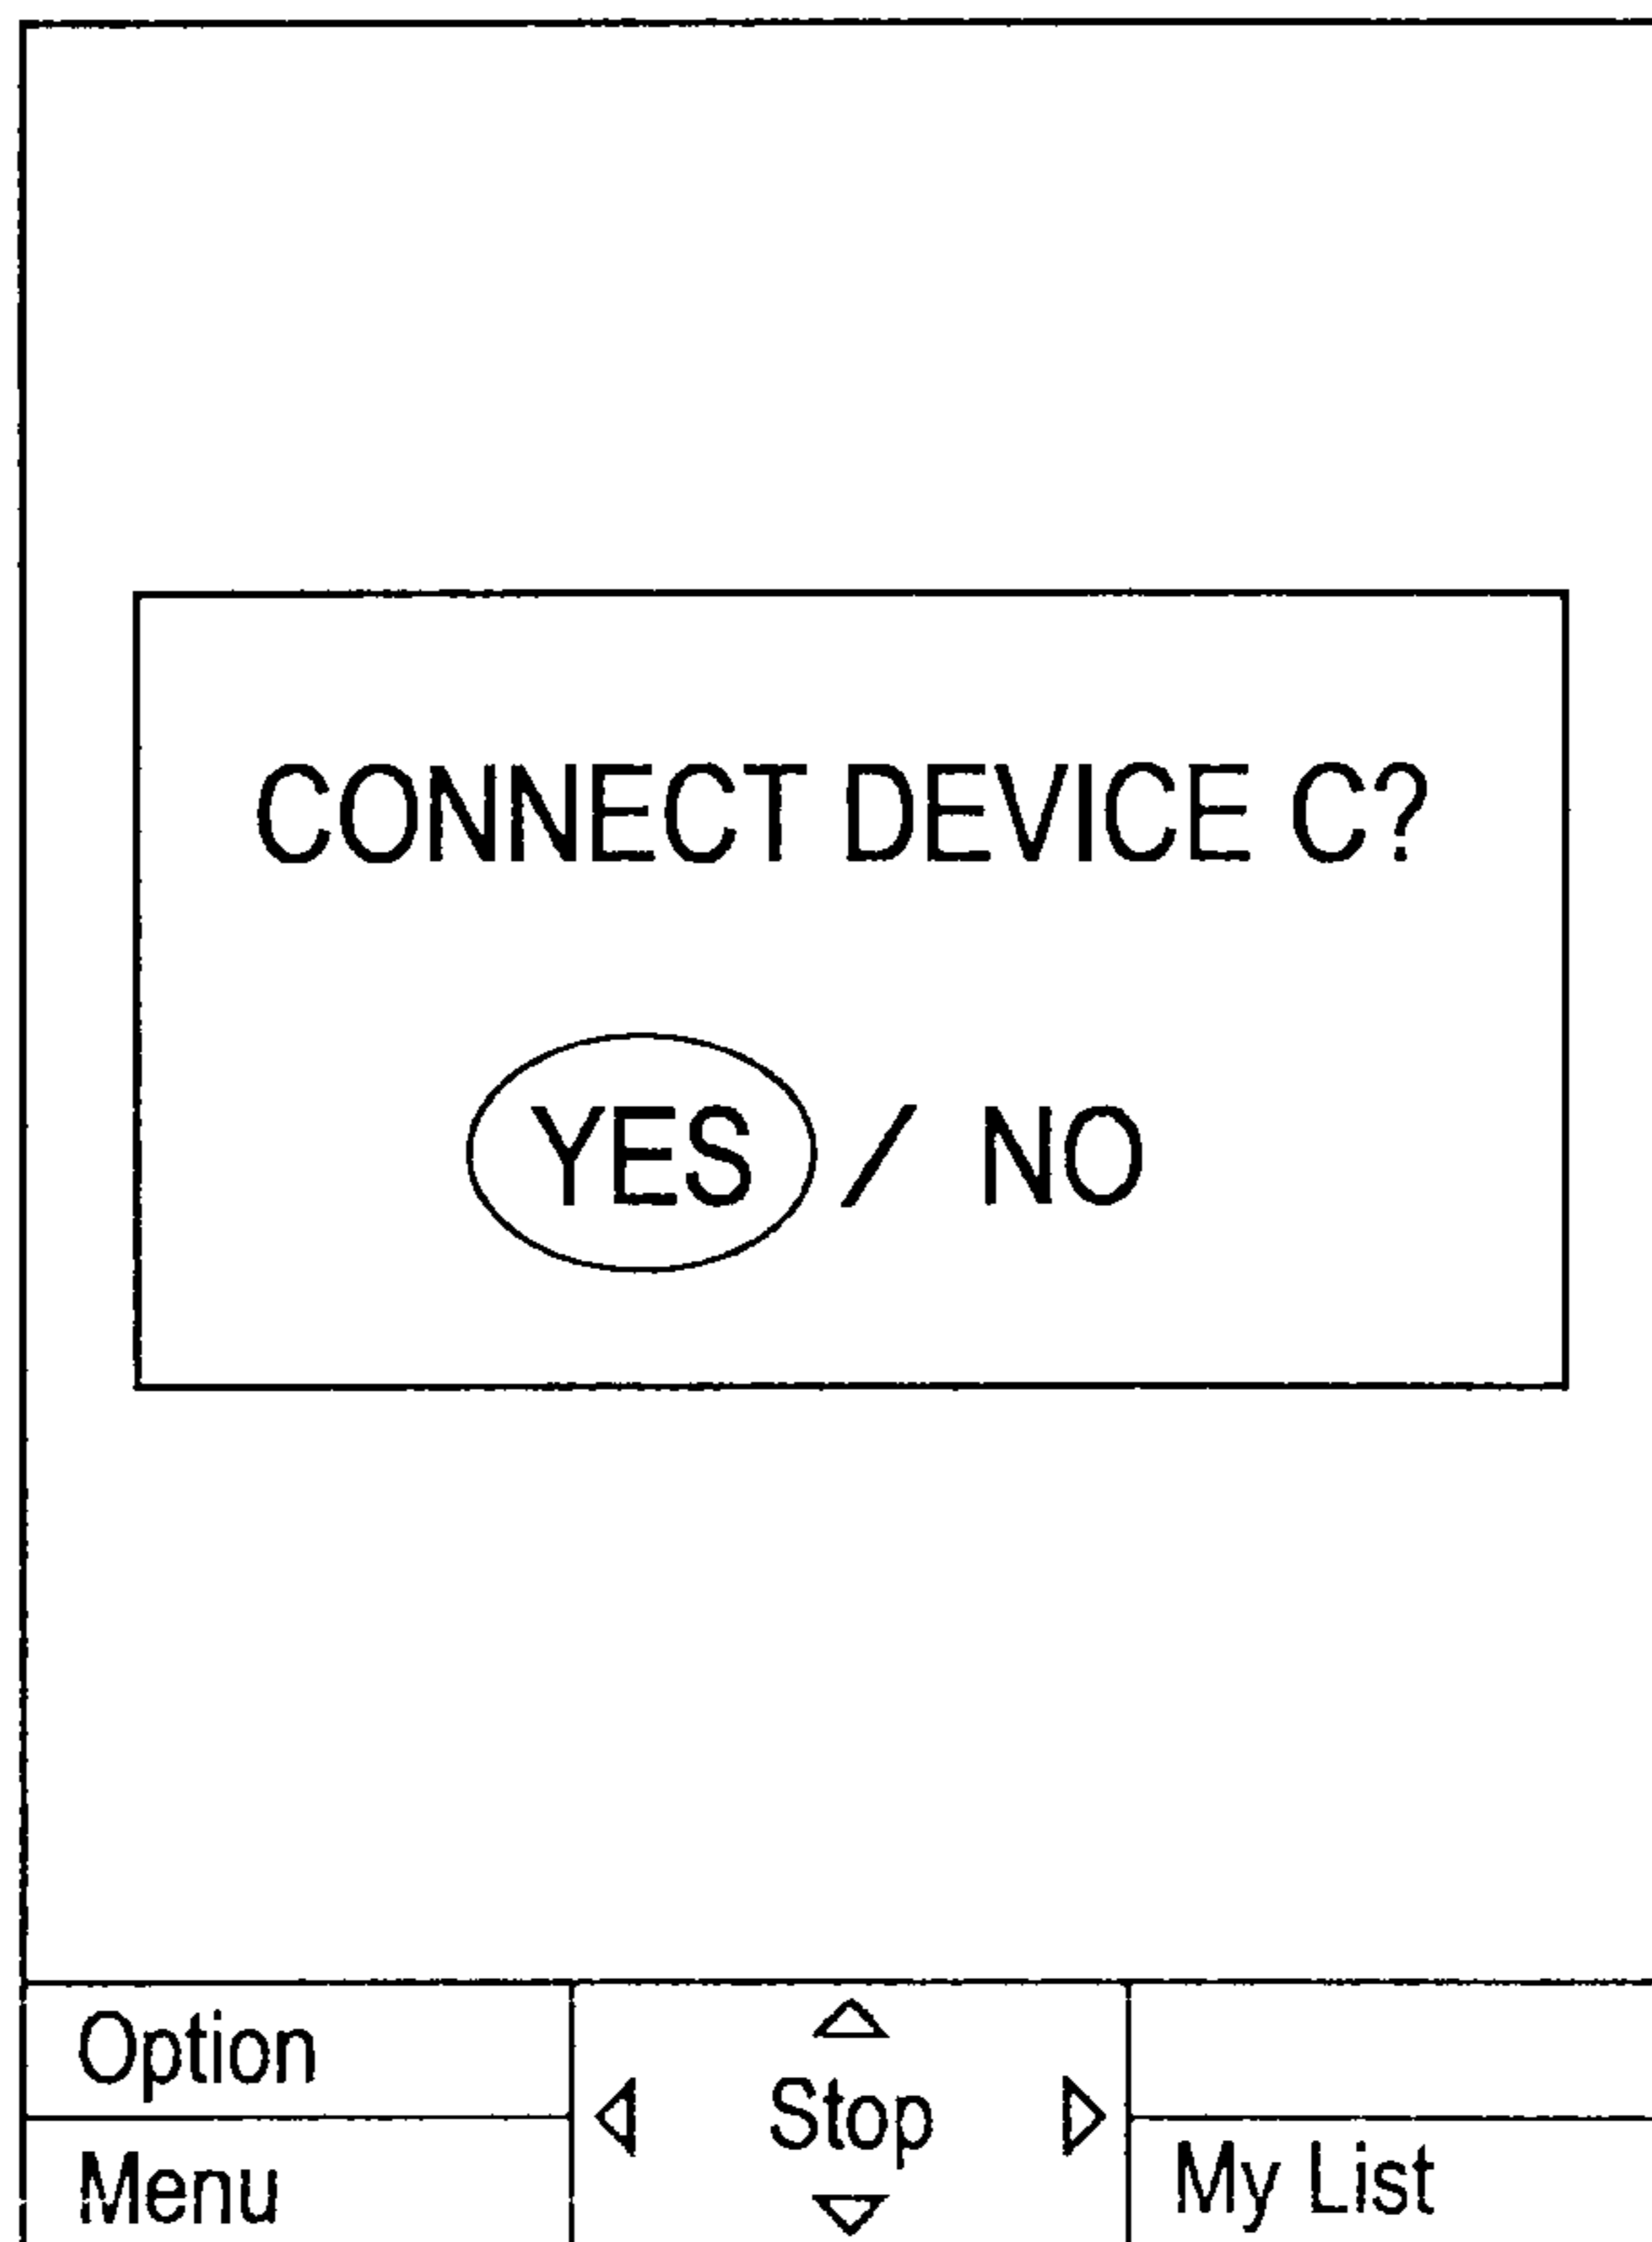 CONNECT DEVICE C?
YES / NO
Option
Stop
Menu
My List